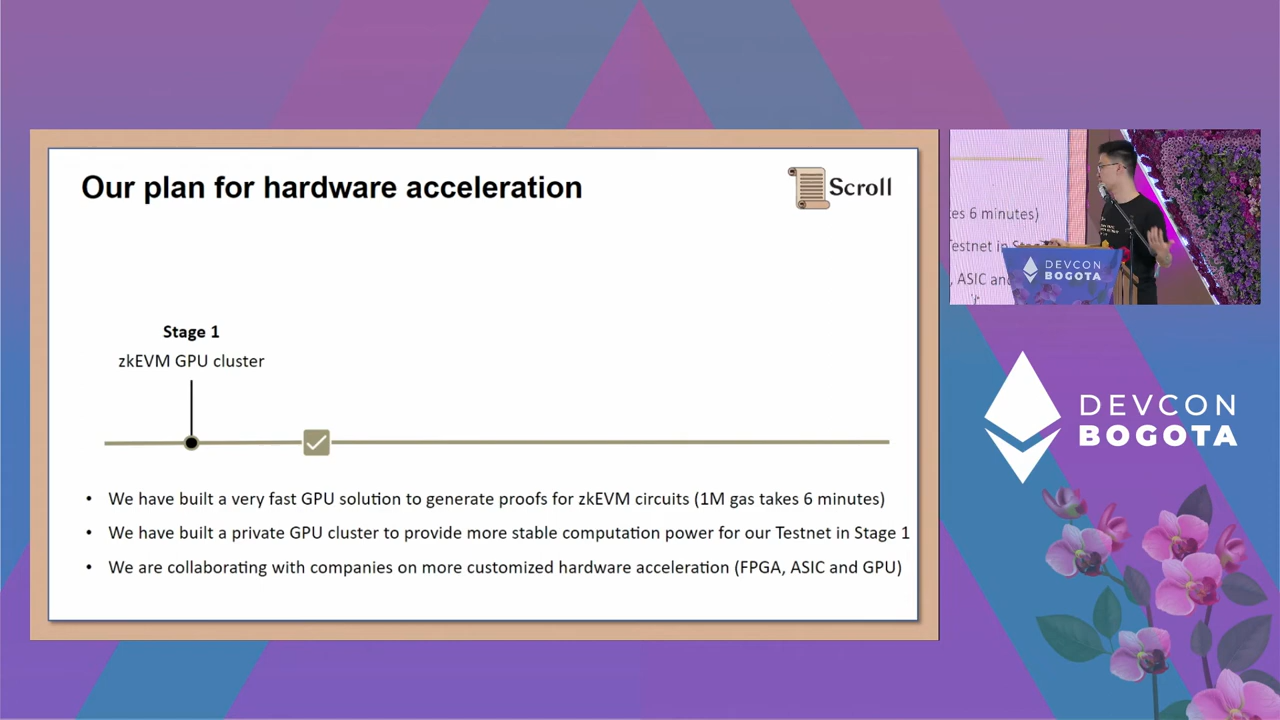 Our plan for hardware acceleration
Scroll
Stage 1
zkEVM GPU cluster
• We have built a very fast GPU solution to generate proofs for zkEVM circuits (1M gas takes 6 minutes)
• We have built a private GPU cluster to provide more stable computation power for our Testnet in Stage 1
• We are collaborating with companies on more customized hardware acceleration (FPGA, ASIC and GPU)
6 minutes)
Testnet in
, ASIC and
DEVCON
BOGOTA
DEVCON
BOGOTA